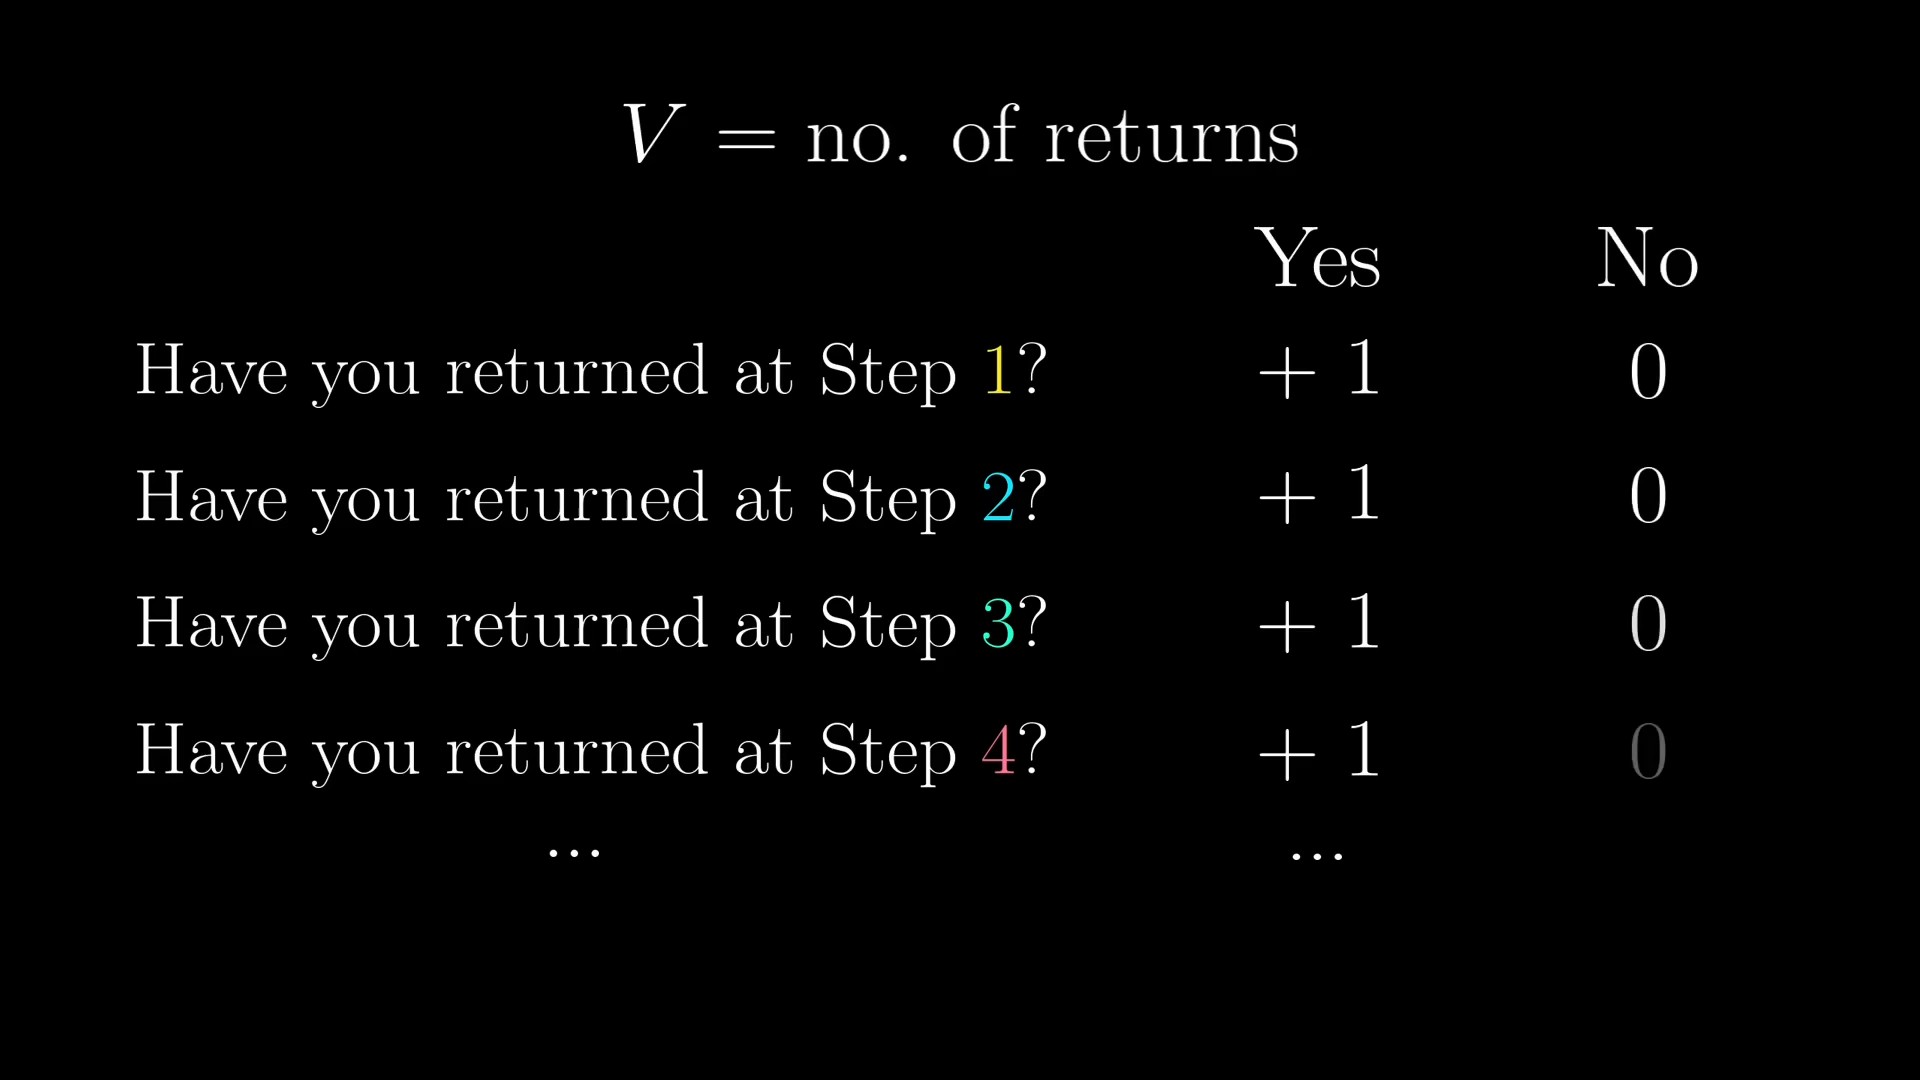 V = no. of returns
Yes No
Have you returned at Step 1? + 1 0
Have you returned at Step 2? + 1 0
Have you returned at Step 3? + 1 0
Have you returned at Step 4? + 1 0
... ...